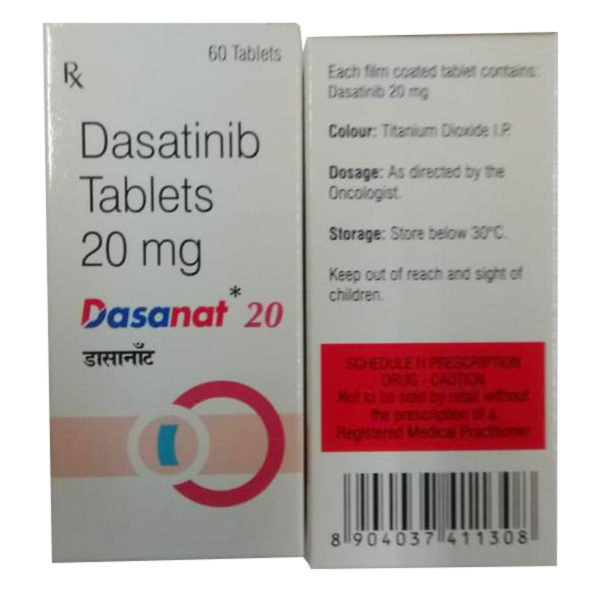 Rx
60 Tablets
Dasatinib
Tablets
20 mg
Dasanat* 20
डासानॉट
Each film coated tablet contains:
Dasatinib 20 mg
Colour: Titanium Dioxide I.P.
Dosage: As directed by the
Oncologist.
Storage: Store below 30°C.
Keep out of reach and sight of
children.
SCHEDULE H PRESCRIPTION
DRUG - CAUTION
Not to be sold by retail without
the prescription of a
Registered Medical Practitioner
8 904037 411308